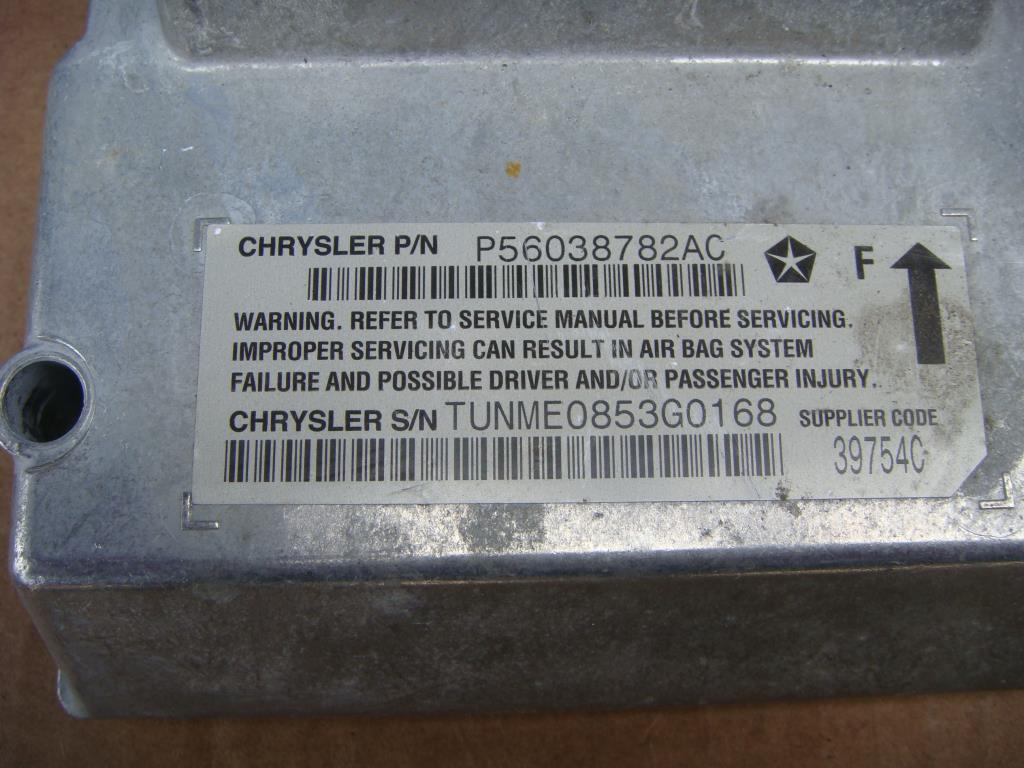 CHRYSLER P/N P56038782AC
F
WARNING. REFER TO SERVICE MANUAL BEFORE SERVICING.
IMPROPER SERVICING CAN RESULT IN AIR BAG SYSTEM
FAILURE AND POSSIBLE DRIVER AND/OR PASSENGER INJURY.
CHRYSLER S/N TUNME0853G0168 SUPPLIER CODE
39754C